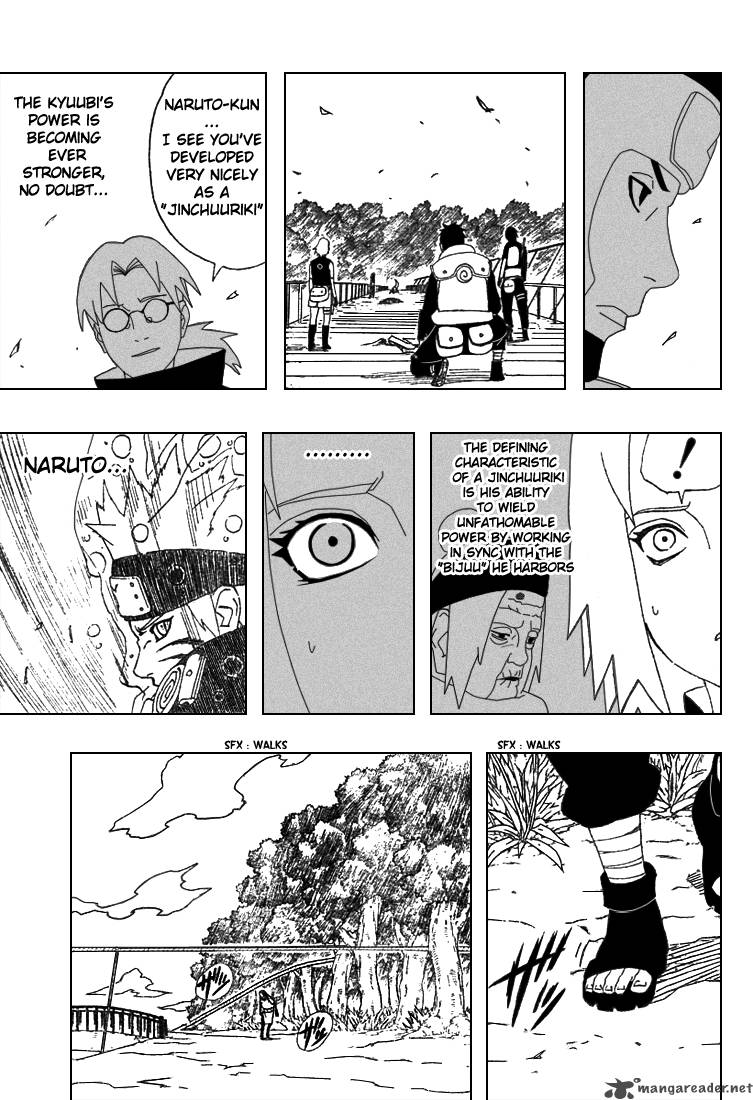 NARUTO-KUN
...
I SEE YOU'VE
DEVELOPED
VERY NICELY
AS A
"JINCHUURIKI"
THE KYUUBI'S
POWER IS
BECOMING
EVER
STRONGER,
NO DOUBT...
!
THE DEFINING
CHARACTERISTIC
OF A JINCHUURIKI
IS HIS ABILITY
TO WIELD
UNFATHOMABLE
POWER BY WORKING
IN SYNC WITH THE
"BIJUU" HE HARBORS
.........
NARUTO...
SFX : WALKS
SFX : WALKS
mangareader.net